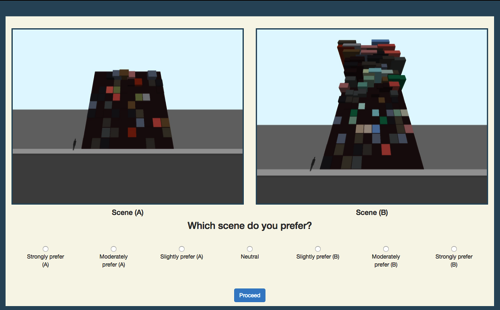 Scene (A)
Scene (B)
Which scene do you prefer?
Strongly prefer
(A)
Moderately
prefer (A)
Slightly prefer (A)
Neutral
Slightly prefer (B)
Moderately
prefer (B)
Strongly prefer
(B)
Proceed